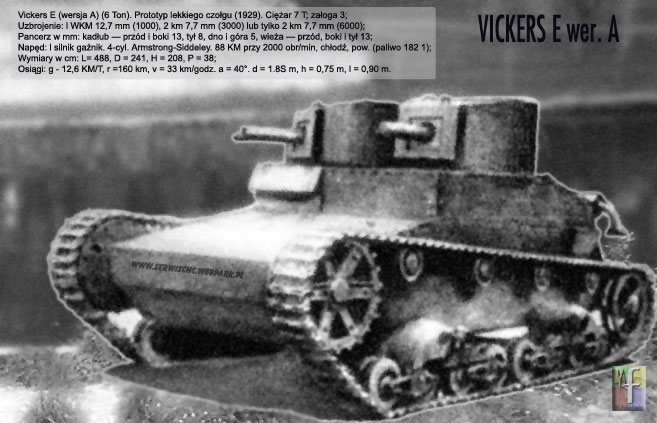 Vickers E (wersja A) (6 Ton). Prototyp lekkiego czołgu (1929). Ciężar 7 T; załoga 3;
Uzbrojenie: I WKM 12,7 mm (1000), 2 km 7,7 mm (3000) lub tylko 2 km 7,7 mm (6000);
Pancerz w mm: kadłub — przód i boki 13, tył 8, dno i góra 5, wieża — przód, boki i tył 13;
Napęd: I silnik gaźnik. 4-cyl. Armstrong-Siddeley. 88 KM przy 2000 obr/min, chłodź, pow. (paliwo 182 1);
Wymiary w cm: L= 488, D = 241, H = 208, P = 38;
Osiągi: g - 12,6 KM/T, r =160 km, v = 33 km/godz. a = 40°. d = 1.8S m, h = 0,75 m, I = 0,90 m.
VICKERS E wer. A
WWW.SERWISCNC.WEBPARK.PL